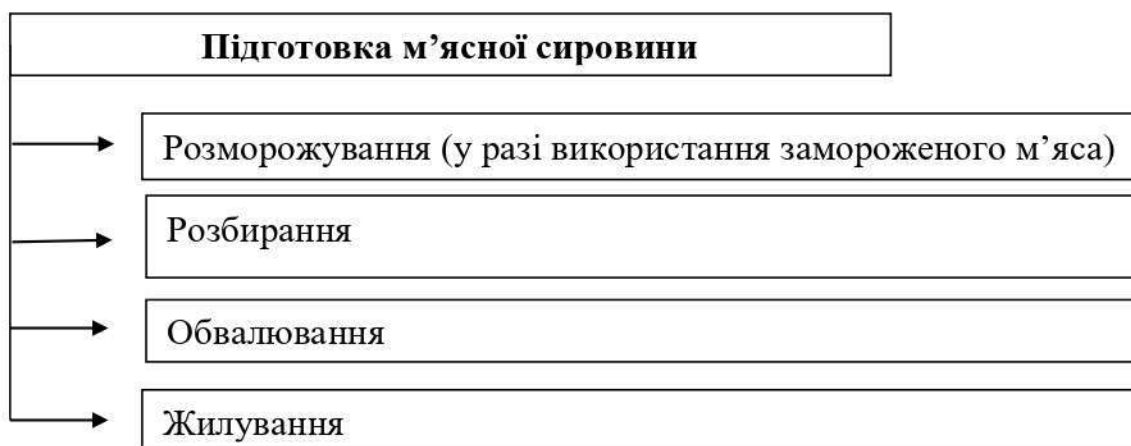 Підготовка м’ясної сировини
Розморожування (у разі використання замороженого м’яса)
Розбирання
Обвалювання
Жилування